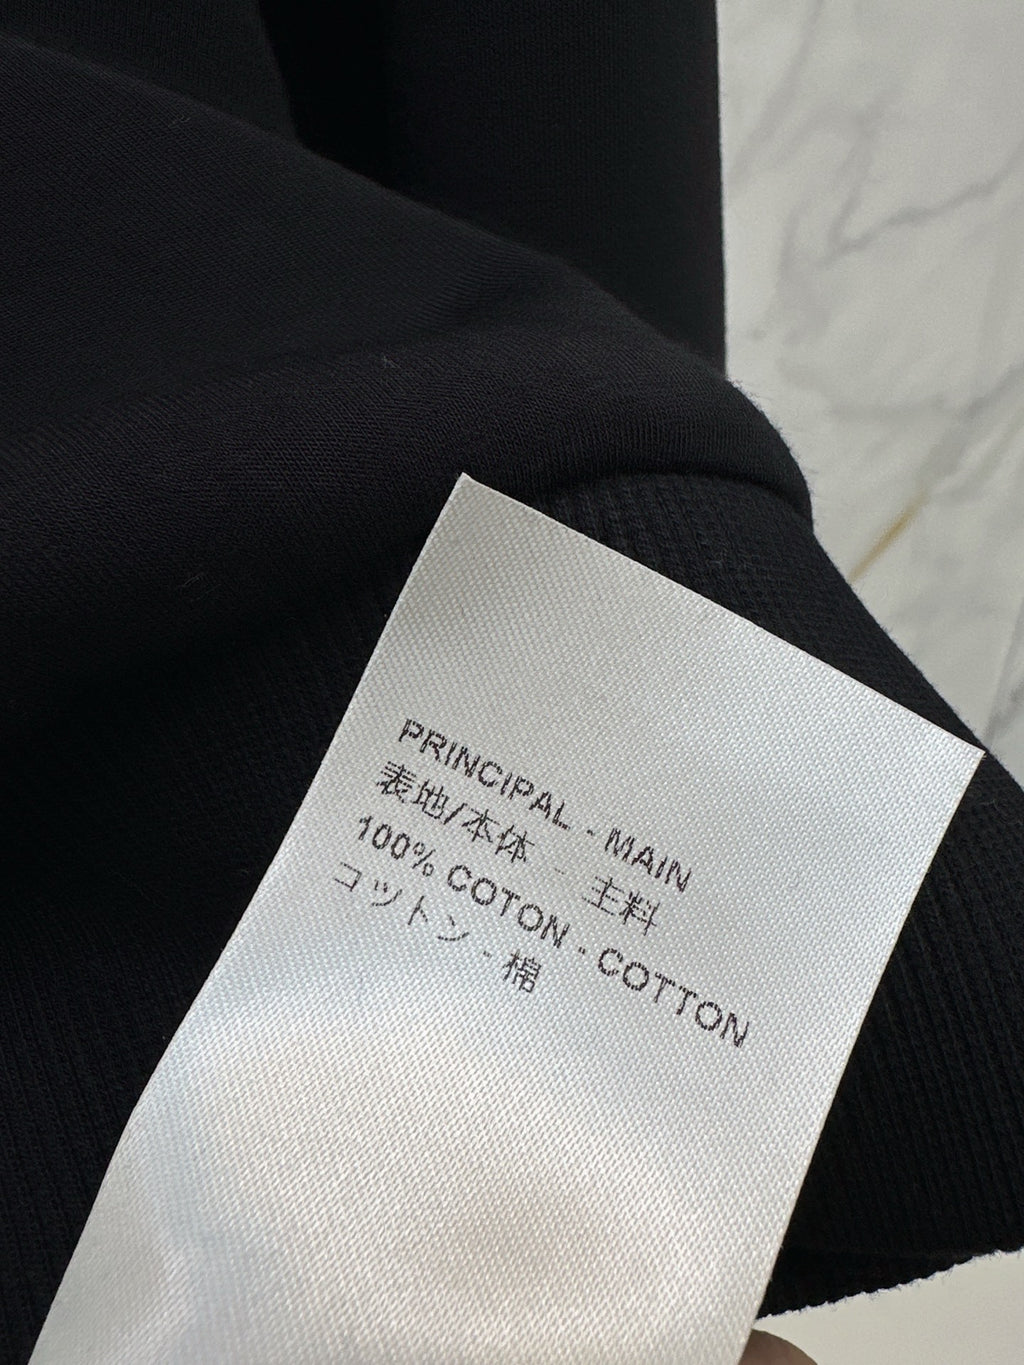 PRINCIPAL - MAIN
表地/本体 - 主料
100% COTON - COTTON
コットン - 棉